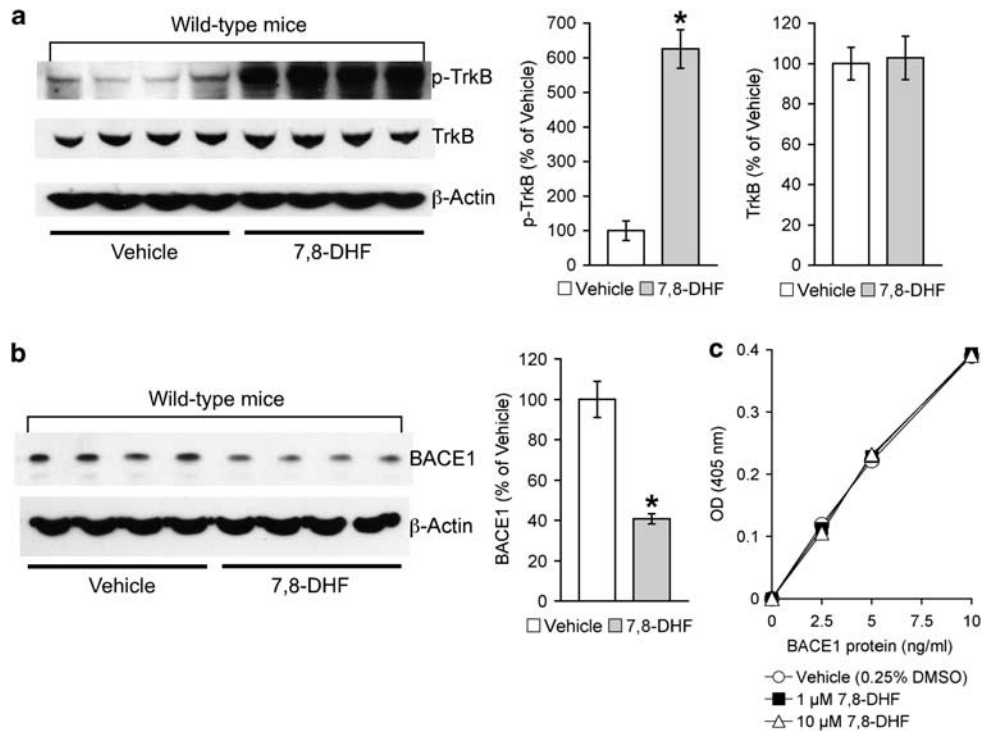 a
Wild-type mice
p-TrkB
TrkB
β-Actin
Vehicle
7,8-DHF
p-TrkB (% of Vehicle)
700
600
500
400
300
200
100
0
*
Vehicle 7,8-DHF
TrkB (% of Vehicle)
120
100
80
60
40
20
0
Vehicle 7,8-DHF
b
Wild-type mice
BACE1
β-Actin
Vehicle
7,8-DHF
BACE1 (% of Vehicle)
120
100
80
60
40
20
0
*
Vehicle 7,8-DHF
c
OD (405 nm)
0.4
0.3
0.2
0.1
0
0 2.5 5 7.5 10
BACE1 protein (ng/ml)
Vehicle (0.25% DMSO)
1 µM 7,8-DHF
10 µM 7,8-DHF